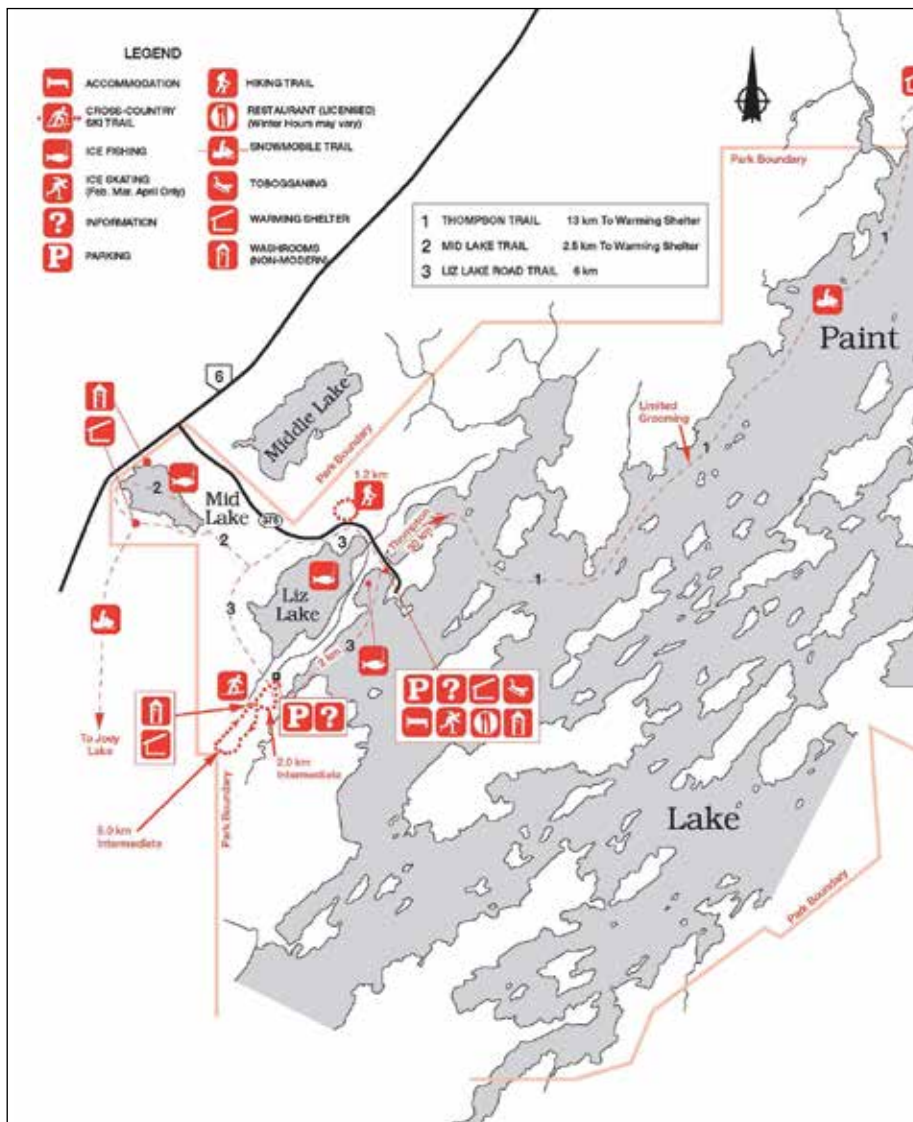 LEGEND
ACCOMMODATION
CROSS-COUNTRY
SKI TRAIL
ICE FISHING
ICE SKATING
(Feb. Mar. April Only)
? INFORMATION
P PARKING
HIKING TRAIL
RESTAURANT (LICENSED)
(Winter Hours may vary)
SNOWMOBILE TRAIL
TOBOGGANING
WARMING SHELTER
WASHROOMS
(NON-MODERN)
1 THOMPSON TRAIL 13 km To Warming Shelter
2 MID LAKE TRAIL 2.5 km To Warming Shelter
3 LIZ LAKE ROAD TRAIL 6 km
Park Boundary
1
Paint
6
Middle Lake
Park Boundary
Limited
Grooming
1
2
Mid
Lake
2
1.2 km
3
Thompson
1
Liz
Lake
3
3
2 km
P ?
P ?
To Joey
Lake
2.0 km
Intermediate
5.0 km
Intermediate
Park Boundary
Lake
Park Boundary